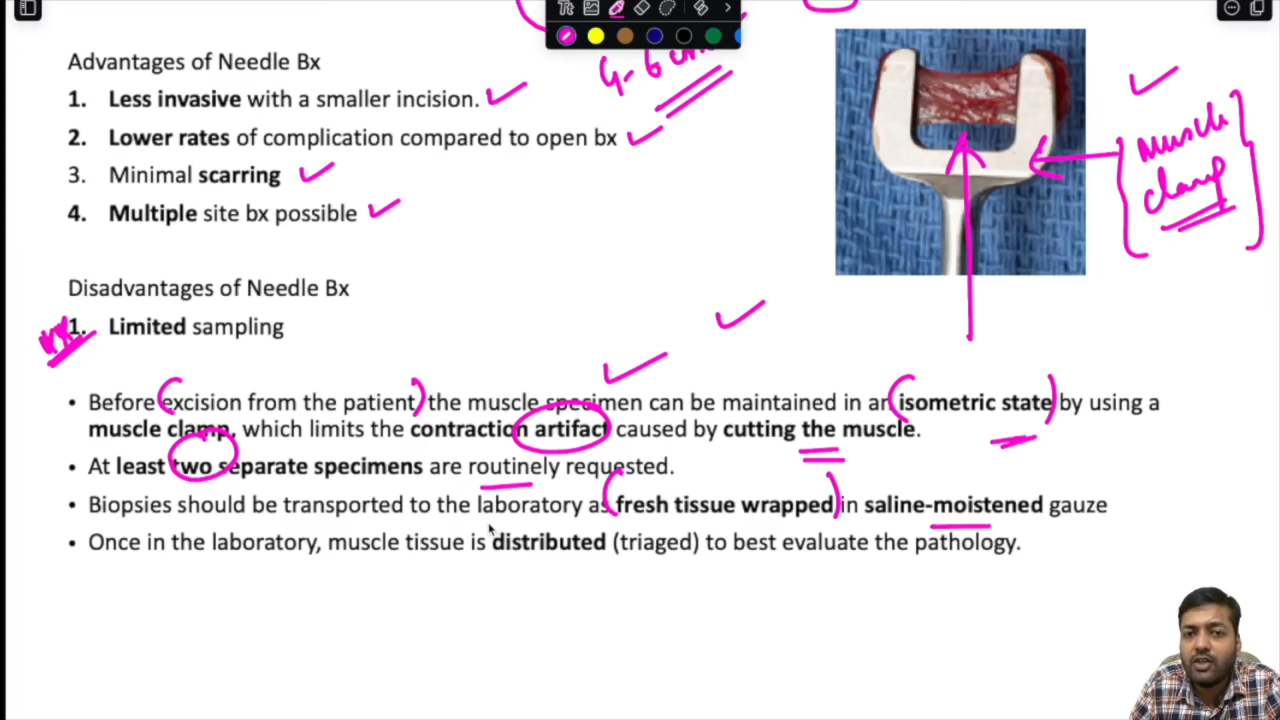 4-6 cm
Advantages of Needle Bx
1. Less invasive with a smaller incision.
2. Lower rates of complication compared to open bx
3. Minimal scarring
4. Multiple site bx possible
Muscle
clamp
Disadvantages of Needle Bx
1. Limited sampling
• Before excision from the patient, the muscle specimen can be maintained in an isometric state by using a
muscle clamp, which limits the contraction artifact caused by cutting the muscle.
• At least two separate specimens are routinely requested.
• Biopsies should be transported to the laboratory as fresh tissue wrapped in saline-moistened gauze
• Once in the laboratory, muscle tissue is distributed (triaged) to best evaluate the pathology.